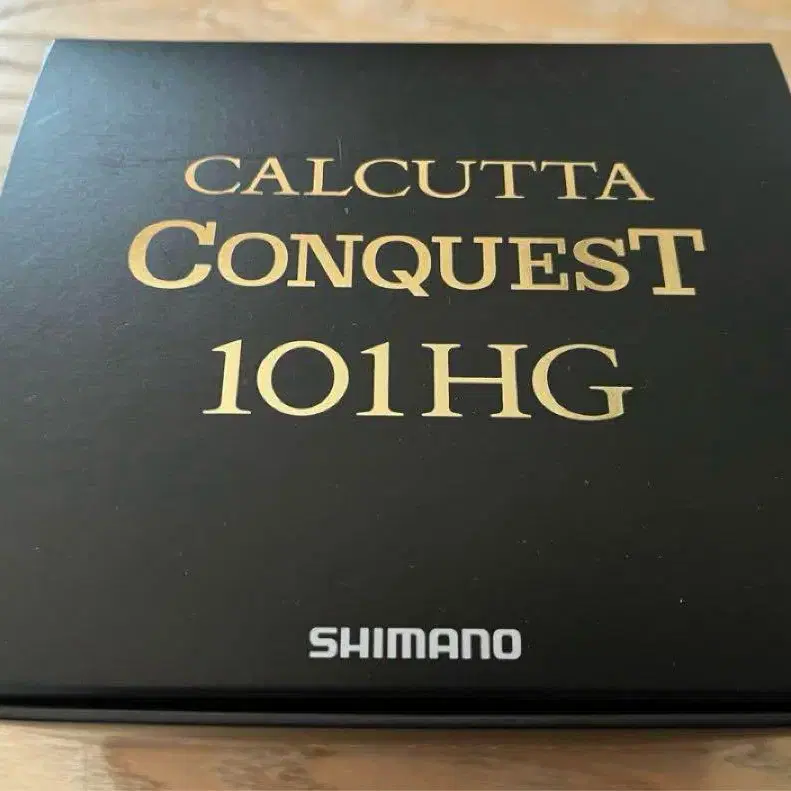 CALCUTTA
CONQUEST
101HG
SHIMANO